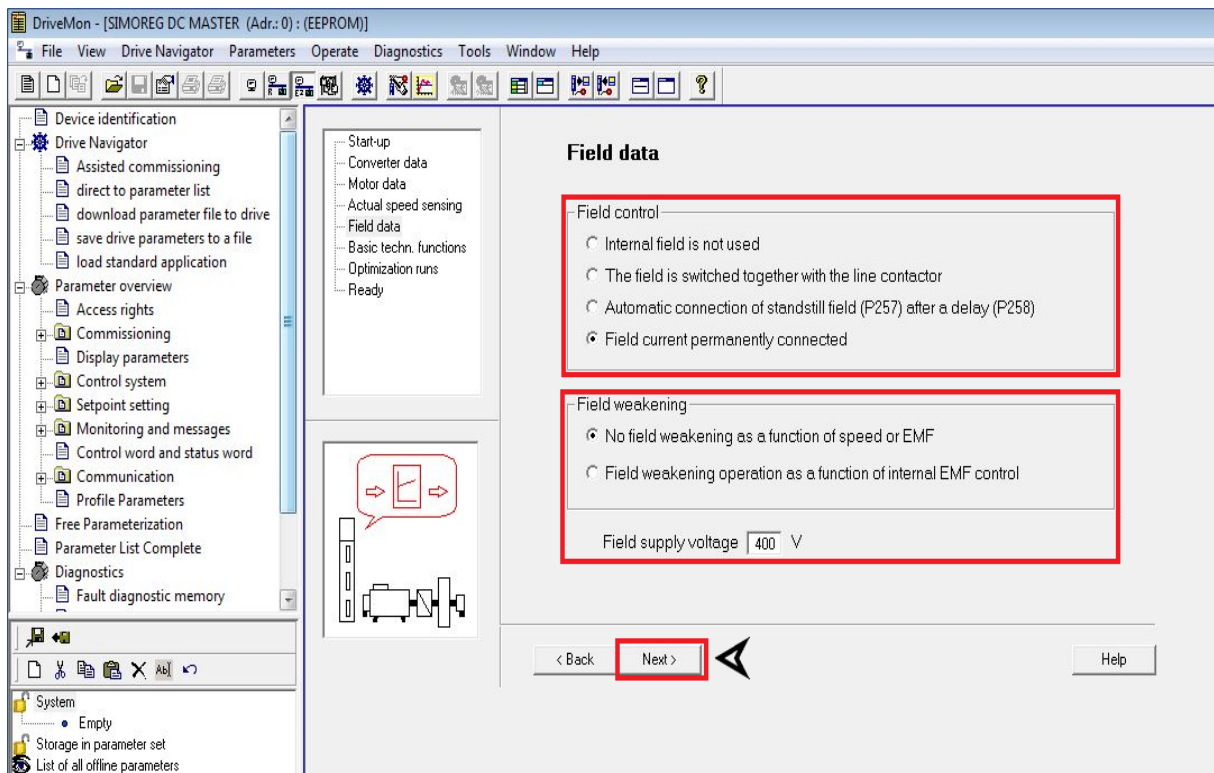 DriveMon - [SIMOREG DC MASTER (Adr.: 0) : (EEPROM)]
File View Drive Navigator Parameters Operate Diagnostics Tools Window Help
Device identification
Drive Navigator
Assisted commissioning
direct to parameter list
download parameter file to drive
save drive parameters to a file
load standard application
Parameter overview
Access rights
Commissioning
Display parameters
Control system
Setpoint setting
Monitoring and messages
Control word and status word
Communication
Profile Parameters
Free Parameterization
Parameter List Complete
Diagnostics
Fault diagnostic memory
System
Empty
Storage in parameter set
List of all offline parameters
Start-up
Converter data
Motor data
Actual speed sensing
Field data
Basic techn. functions
Optimization runs
Ready
Field data
Field control
Internal field is not used
The field is switched together with the line contactor
Automatic connection of standstill field (P257) after a delay (P258)
Field current permanently connected
Field weakening
No field weakening as a function of speed or EMF
Field weakening operation as a function of internal EMF control
Field supply voltage 400 V
< Back Next > Help